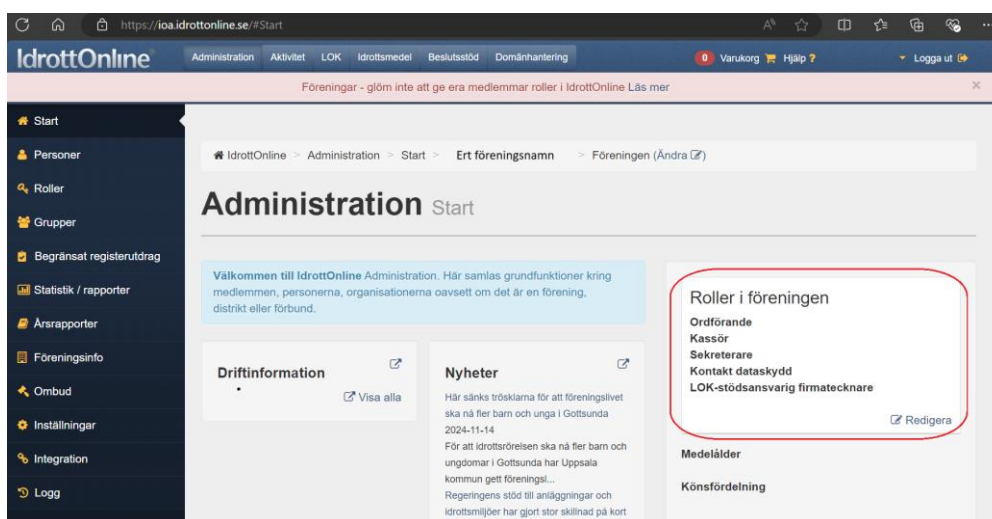 https://ioa.idrottonline.se/#Start
IdrottOnline
Administration Aktivitet LOK Idrottsmedel Beslutsstöd Domänhantering
0 Varukorg Hjälp ? Logga ut
Föreningar - glöm inte att ge era medlemmar roller i IdrottOnline Läs mer
Start
Personer
Roller
Grupper
Begränsat registerutdrag
Statistik / rapporter
Årsrapporter
Föreningsinfo
Ombud
Inställningar
Integration
Logg
IdrottOnline > Administration > Start > Ert föreningsnamn > Föreningen (Ändra)
Administration Start
Välkommen till IdrottOnline Administration. Här samlas grundfunktioner kring
medlemmen, personerna, organisationerna oavsett om det är en förening,
distrikt eller förbund.
Driftinformation
Visa alla
Nyheter
Här sänks trösklarna för att föreningslivet
ska nå fler barn och unga i Gottsunda
2024-11-14
För att idrottsrörelsen ska nå fler barn och
ungdomar i Gottsunda har Uppsala
kommun gett föreningsl...
Regeringens stöd till anläggningar och
idrottsmiljöer har gjort stor skillnad på kort
Roller i föreningen
Ordförande
Kassör
Sekreterare
Kontakt dataskydd
LOK-stödsansvarig firmatecknare
Redigera
Medelålder
Könsfördelning